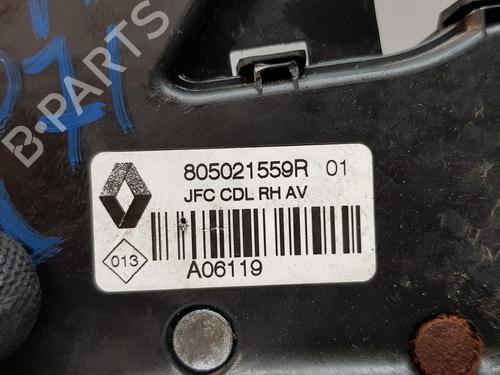 B-PARTS
805021559R 01
JFC CDL RH AV
013
A06119